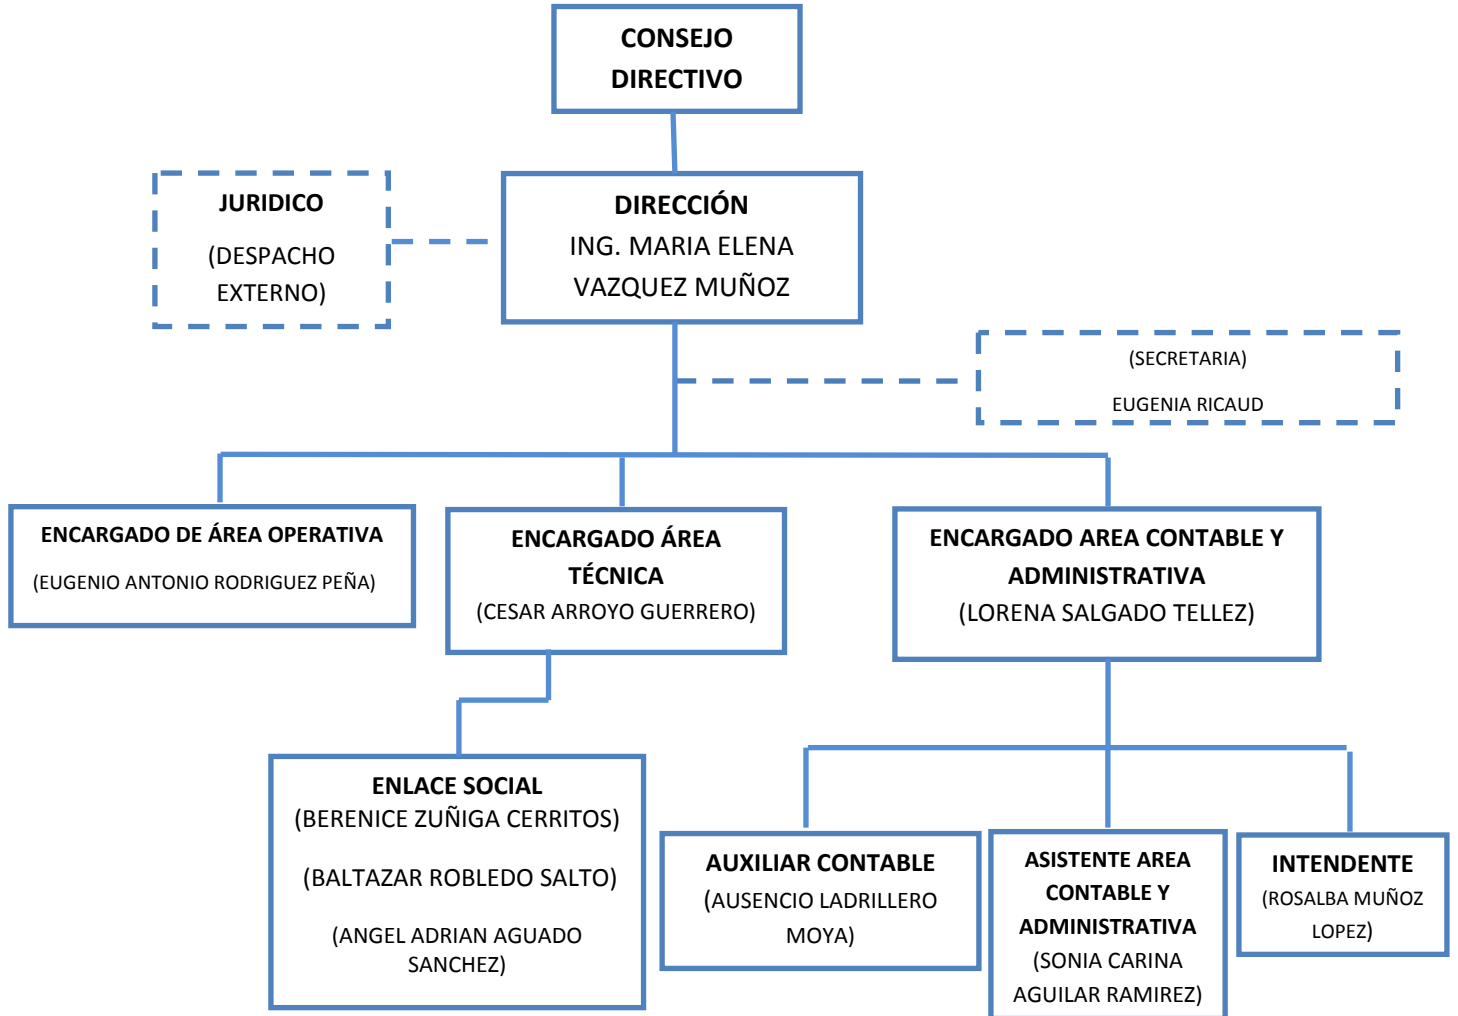 CONSEJO
DIRECTIVO
JURIDICO
(DESPACHO
EXTERNO)
DIRECCIÓN
ING. MARIA ELENA
VAZQUEZ MUÑOZ
(SECRETARIA)
EUGENIA RICAUD
ENCARGADO DE ÁREA OPERATIVA
(EUGENIO ANTONIO RODRIGUEZ PEÑA)
ENCARGADO ÁREA
TÉCNICA
(CESAR ARROYO GUERRERO)
ENCARGADO AREA CONTABLE Y
ADMINISTRATIVA
(LORENA SALGADO TELLEZ)
ENLACE SOCIAL
(BERENICE ZUÑIGA CERRITOS)
(BALTAZAR ROBLEDO SALTO)
(ANGEL ADRIAN AGUADO
SANCHEZ)
AUXILIAR CONTABLE
(AUSENCIO LADRILLERO
MOYA)
ASISTENTE AREA
CONTABLE Y
ADMINISTRATIVA
(SONIA CARINA
AGUILAR RAMIREZ)
INTENDENTE
(ROSALBA MUÑOZ
LOPEZ)